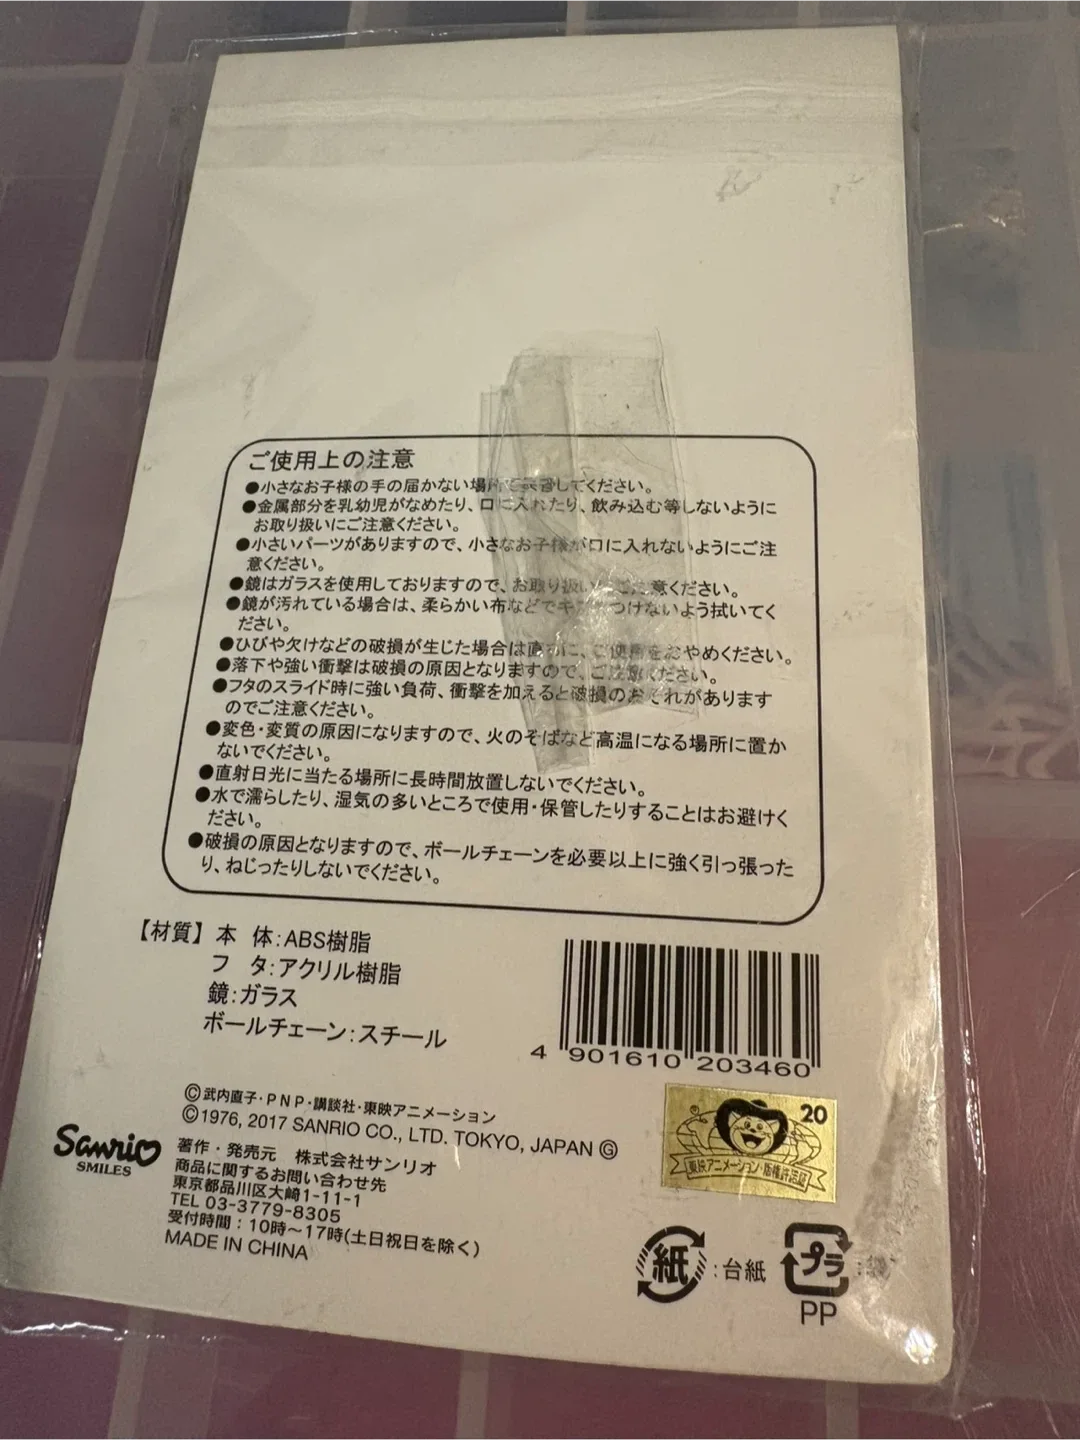 ご使用上の注意
●小さなお子様の手の届かない場所に保管してください。
●金属部分を乳幼児がなめたり、口に入れたり、飲み込む等しないように
お取り扱いにご注意ください。
●小さいパーツがありますので、小さなお子様が口に入れないようにご注
意ください。
●鏡はガラスを使用しておりますので、お取り扱いにご注意ください。
●鏡が汚れている場合は、柔らかい布などでキズをつけないよう拭いてく
ださい。
●ひびや欠けなどの破損が生じた場合は直ちに、ご使用をおやめください。
●落下や強い衝撃は破損の原因となりますので、ご注意ください。
●フタのスライド時に強い負荷、衝撃を加えると破損のおそれがあります
のでご注意ください。
●変色・変質の原因になりますので、火のそばなど高温になる場所に置か
ないでください。
●直射日光に当たる場所に長時間放置しないでください。
●水で濡らしたり、湿気の多いところで使用・保管したりすることはお避けく
ださい。
●破損の原因となりますので、ボールチェーンを必要以上に強く引っ張った
り、ねじったりしないでください。
【材質】本 体:ABS樹脂
フ タ:アクリル樹脂
鏡:ガラス
ボールチェーン:スチール
4 901610 203460
©武内直子・PNP・講談社・東映アニメーション
©1976, 2017 SANRIO CO., LTD. TOKYO, JAPAN Ⓖ
Sanrio
SMILES
著作・発売元 株式会社サンリオ
商品に関するお問い合わせ先
東京都品川区大崎1-11-1
TEL 03-3779-8305
受付時間：10時～17時(土日祝日を除く)
MADE IN CHINA
20
東映アニメーション・版権許諾証
紙:台紙
プラ:袋
PP